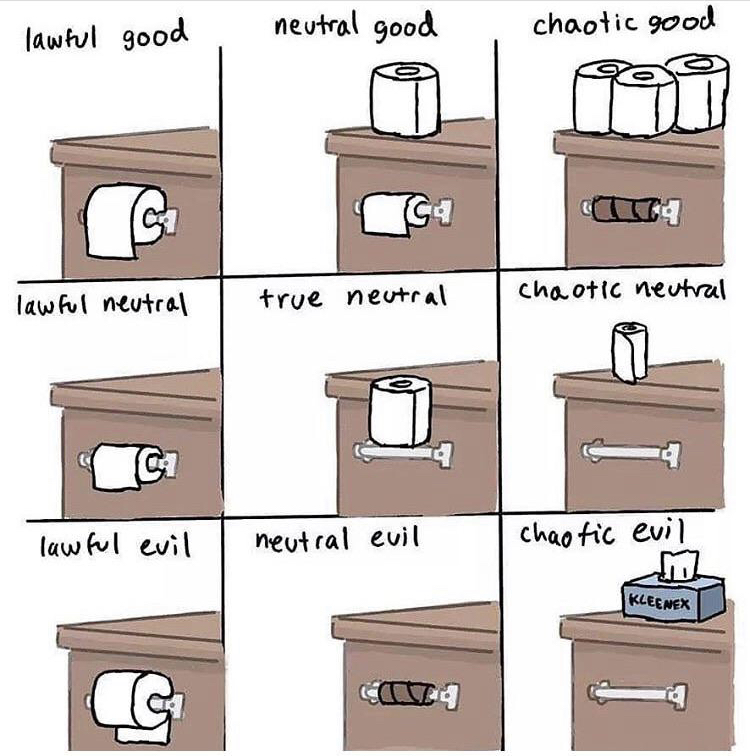 lawful good
neutral good
chaotic good
lawful neutral
true neutral
chaotic neutral
lawful evil
neutral evil
chaotic evil
KLEENEX